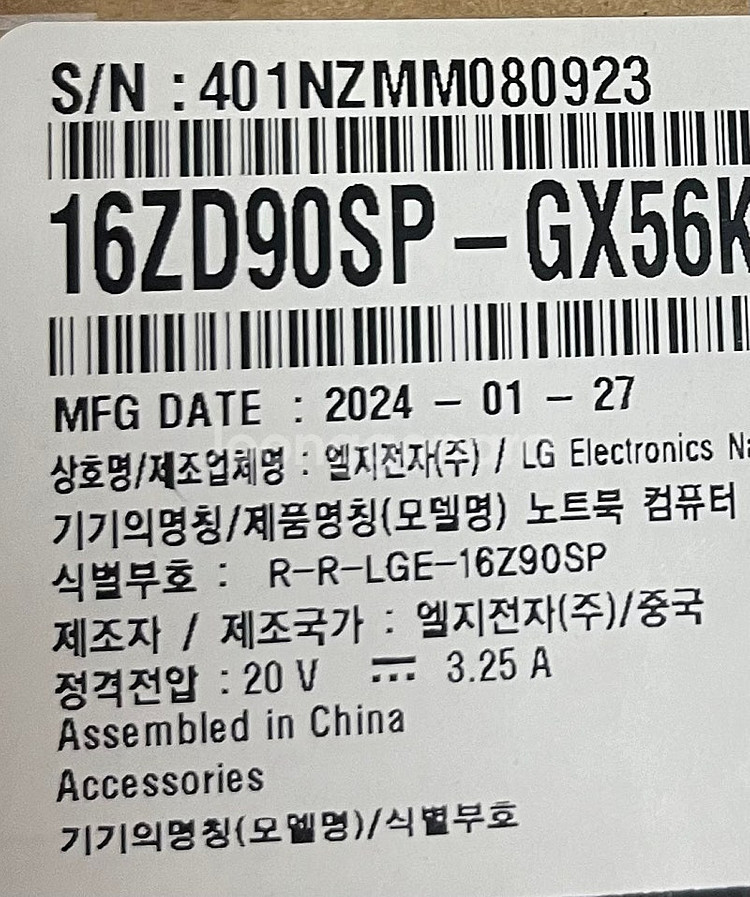 S/N : 401NZMM080923
16ZD90SP – GX56K
MFG DATE : 2024 – 01 – 27
상호명/제조업체명 : 엘지전자(주) / LG Electronics
기기의명칭/제품명칭(모델명) 노트북 컴퓨터
식별부호 : R-R-LGE-16Z90SP
제조자 / 제조국가 : 엘지전자(주)/중국
정격전압 : 20 V ⎓ 3.25 A
Assembled in China
Accessories
기기의명칭(모델명)/식별부호